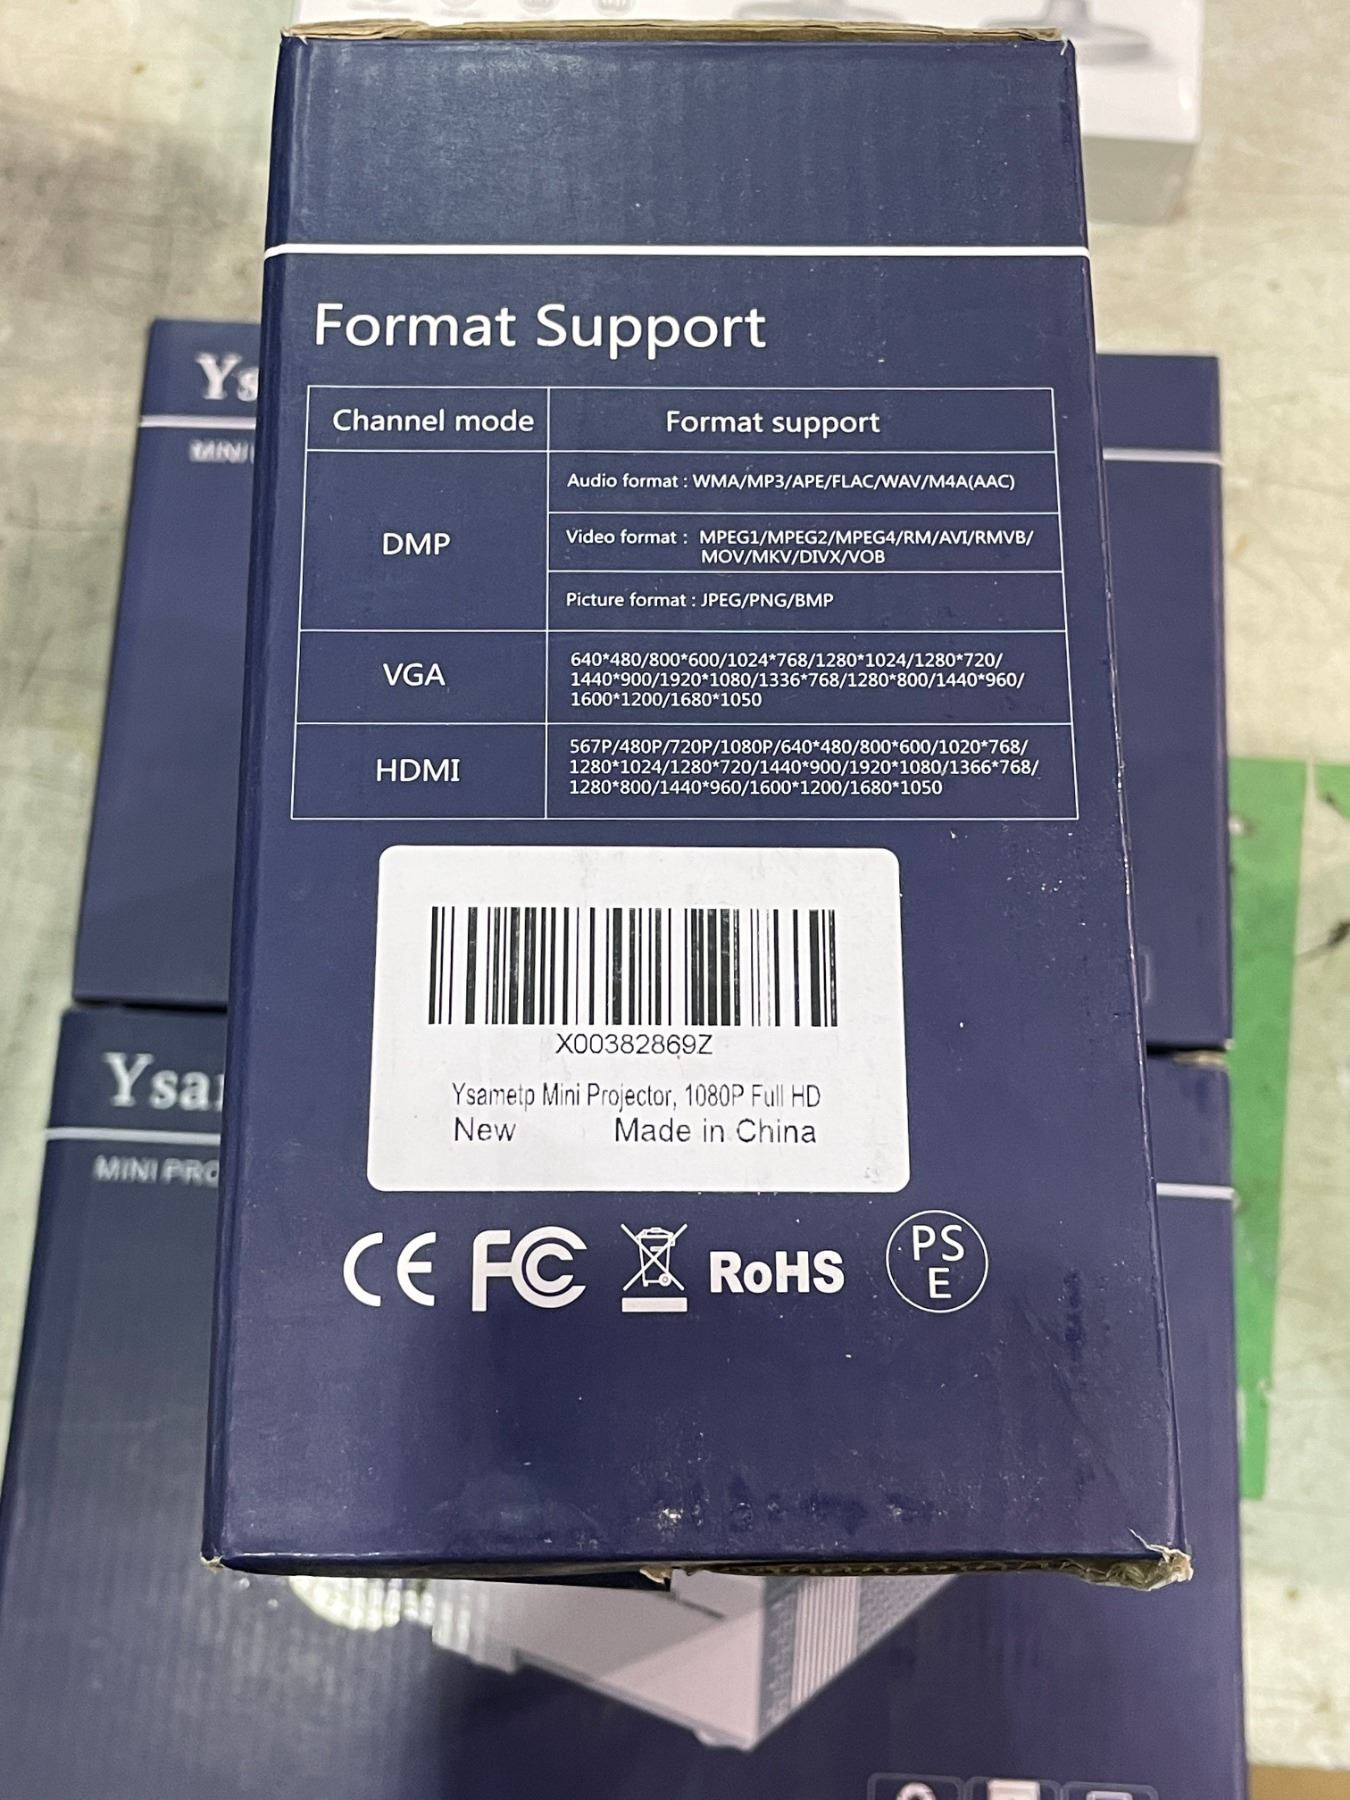 Format Support
Channel mode
Format support
DMP
Audio format : WMA/MP3/APE/FLAC/WAV/M4A(AAC)
Video format : MPEG1/MPEG2/MPEG4/RM/AVI/RMVB/
MOV/MKV/DIVX/VOB
Picture format : JPEG/PNG/BMP
VGA
640*480/800*600/1024*768/1280*1024/1280*720/
1440*900/1920*1080/1336*768/1280*800/1440*960/
1600*1200/1680*1050
HDMI
567P/480P/720P/1080P/640*480/800*600/1020*768/
1280*1024/1280*720/1440*900/1920*1080/1366*768/
1280*800/1440*960/1600*1200/1680*1050
X00382869Z
Ysametp Mini Projector, 1080P Full HD
New Made in China
CE FC RoHS PS
E
Ys
MINI
Ysa
MINI PRO